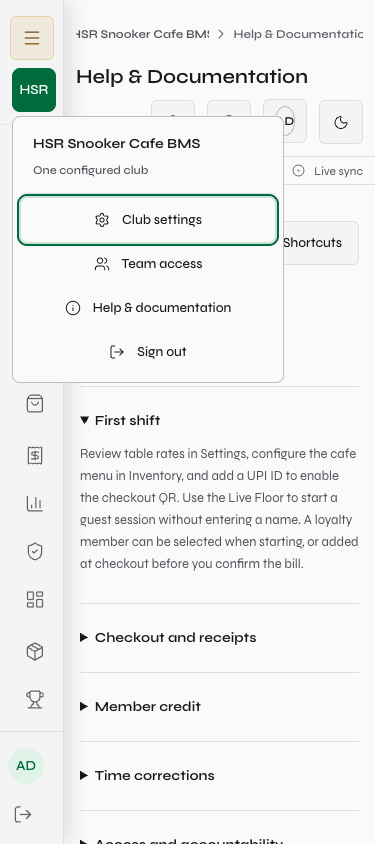 HSR Snooker Cafe BMS > Help & Documentatic
HSR
Help & Documentation
D
HSR Snooker Cafe BMS
One configured club
Live sync
Club settings
Team access
Shortcuts
Help & documentation
Sign out
First shift
Review table rates in Settings, configure the cafe
menu in Inventory, and add a UPI ID to enable
the checkout QR. Use the Live Floor to start a
guest session without entering a name. A loyalty
member can be selected when starting, or added
at checkout before you confirm the bill.
Checkout and receipts
Member credit
Time corrections
AD
Access and accountability